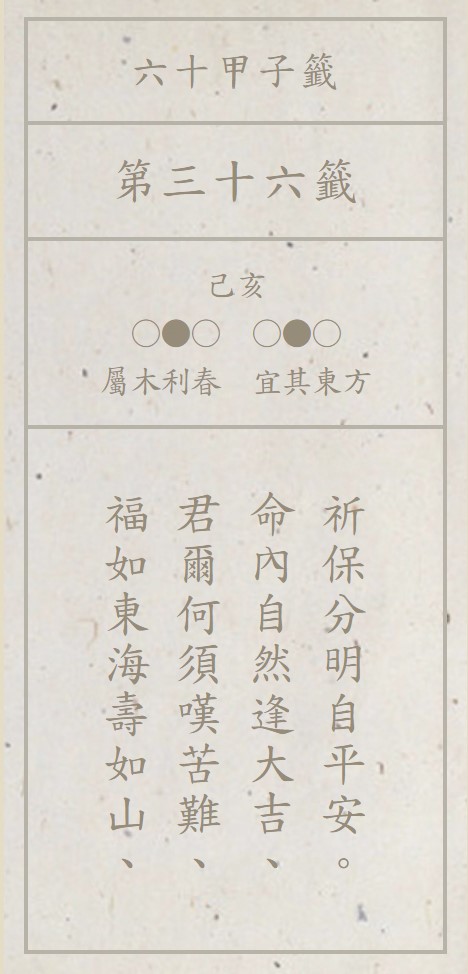 六十甲子籤
第三十六籤
己亥
○●○ ○●○
屬木利春 宜其東方
福如東海壽如山、
君爾何須嘆苦難、
命內自然逢大吉、
祈保分明自平安。